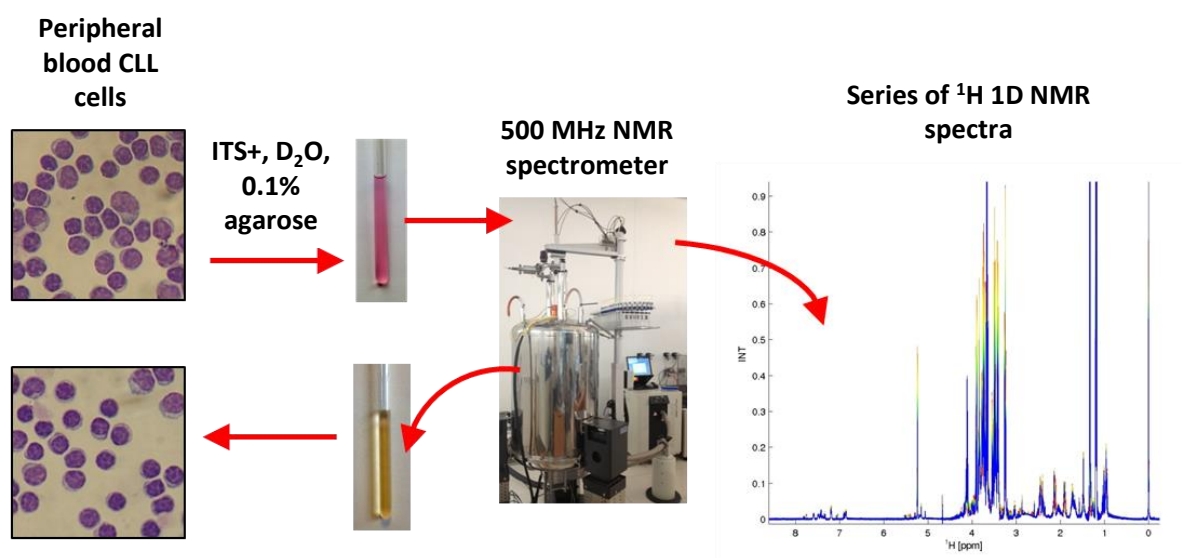 Peripheral
blood CLL
cells
ITS+, D₂O,
0.1%
agarose
500 MHz NMR
spectrometer
Series of ¹H 1D NMR
spectra
0.9
0.8
0.7
0.6
0.5
0.4
0.3
0.2
0.1
0
INT
8 7 6 5 4 3 2 1 0
¹H [ppm]